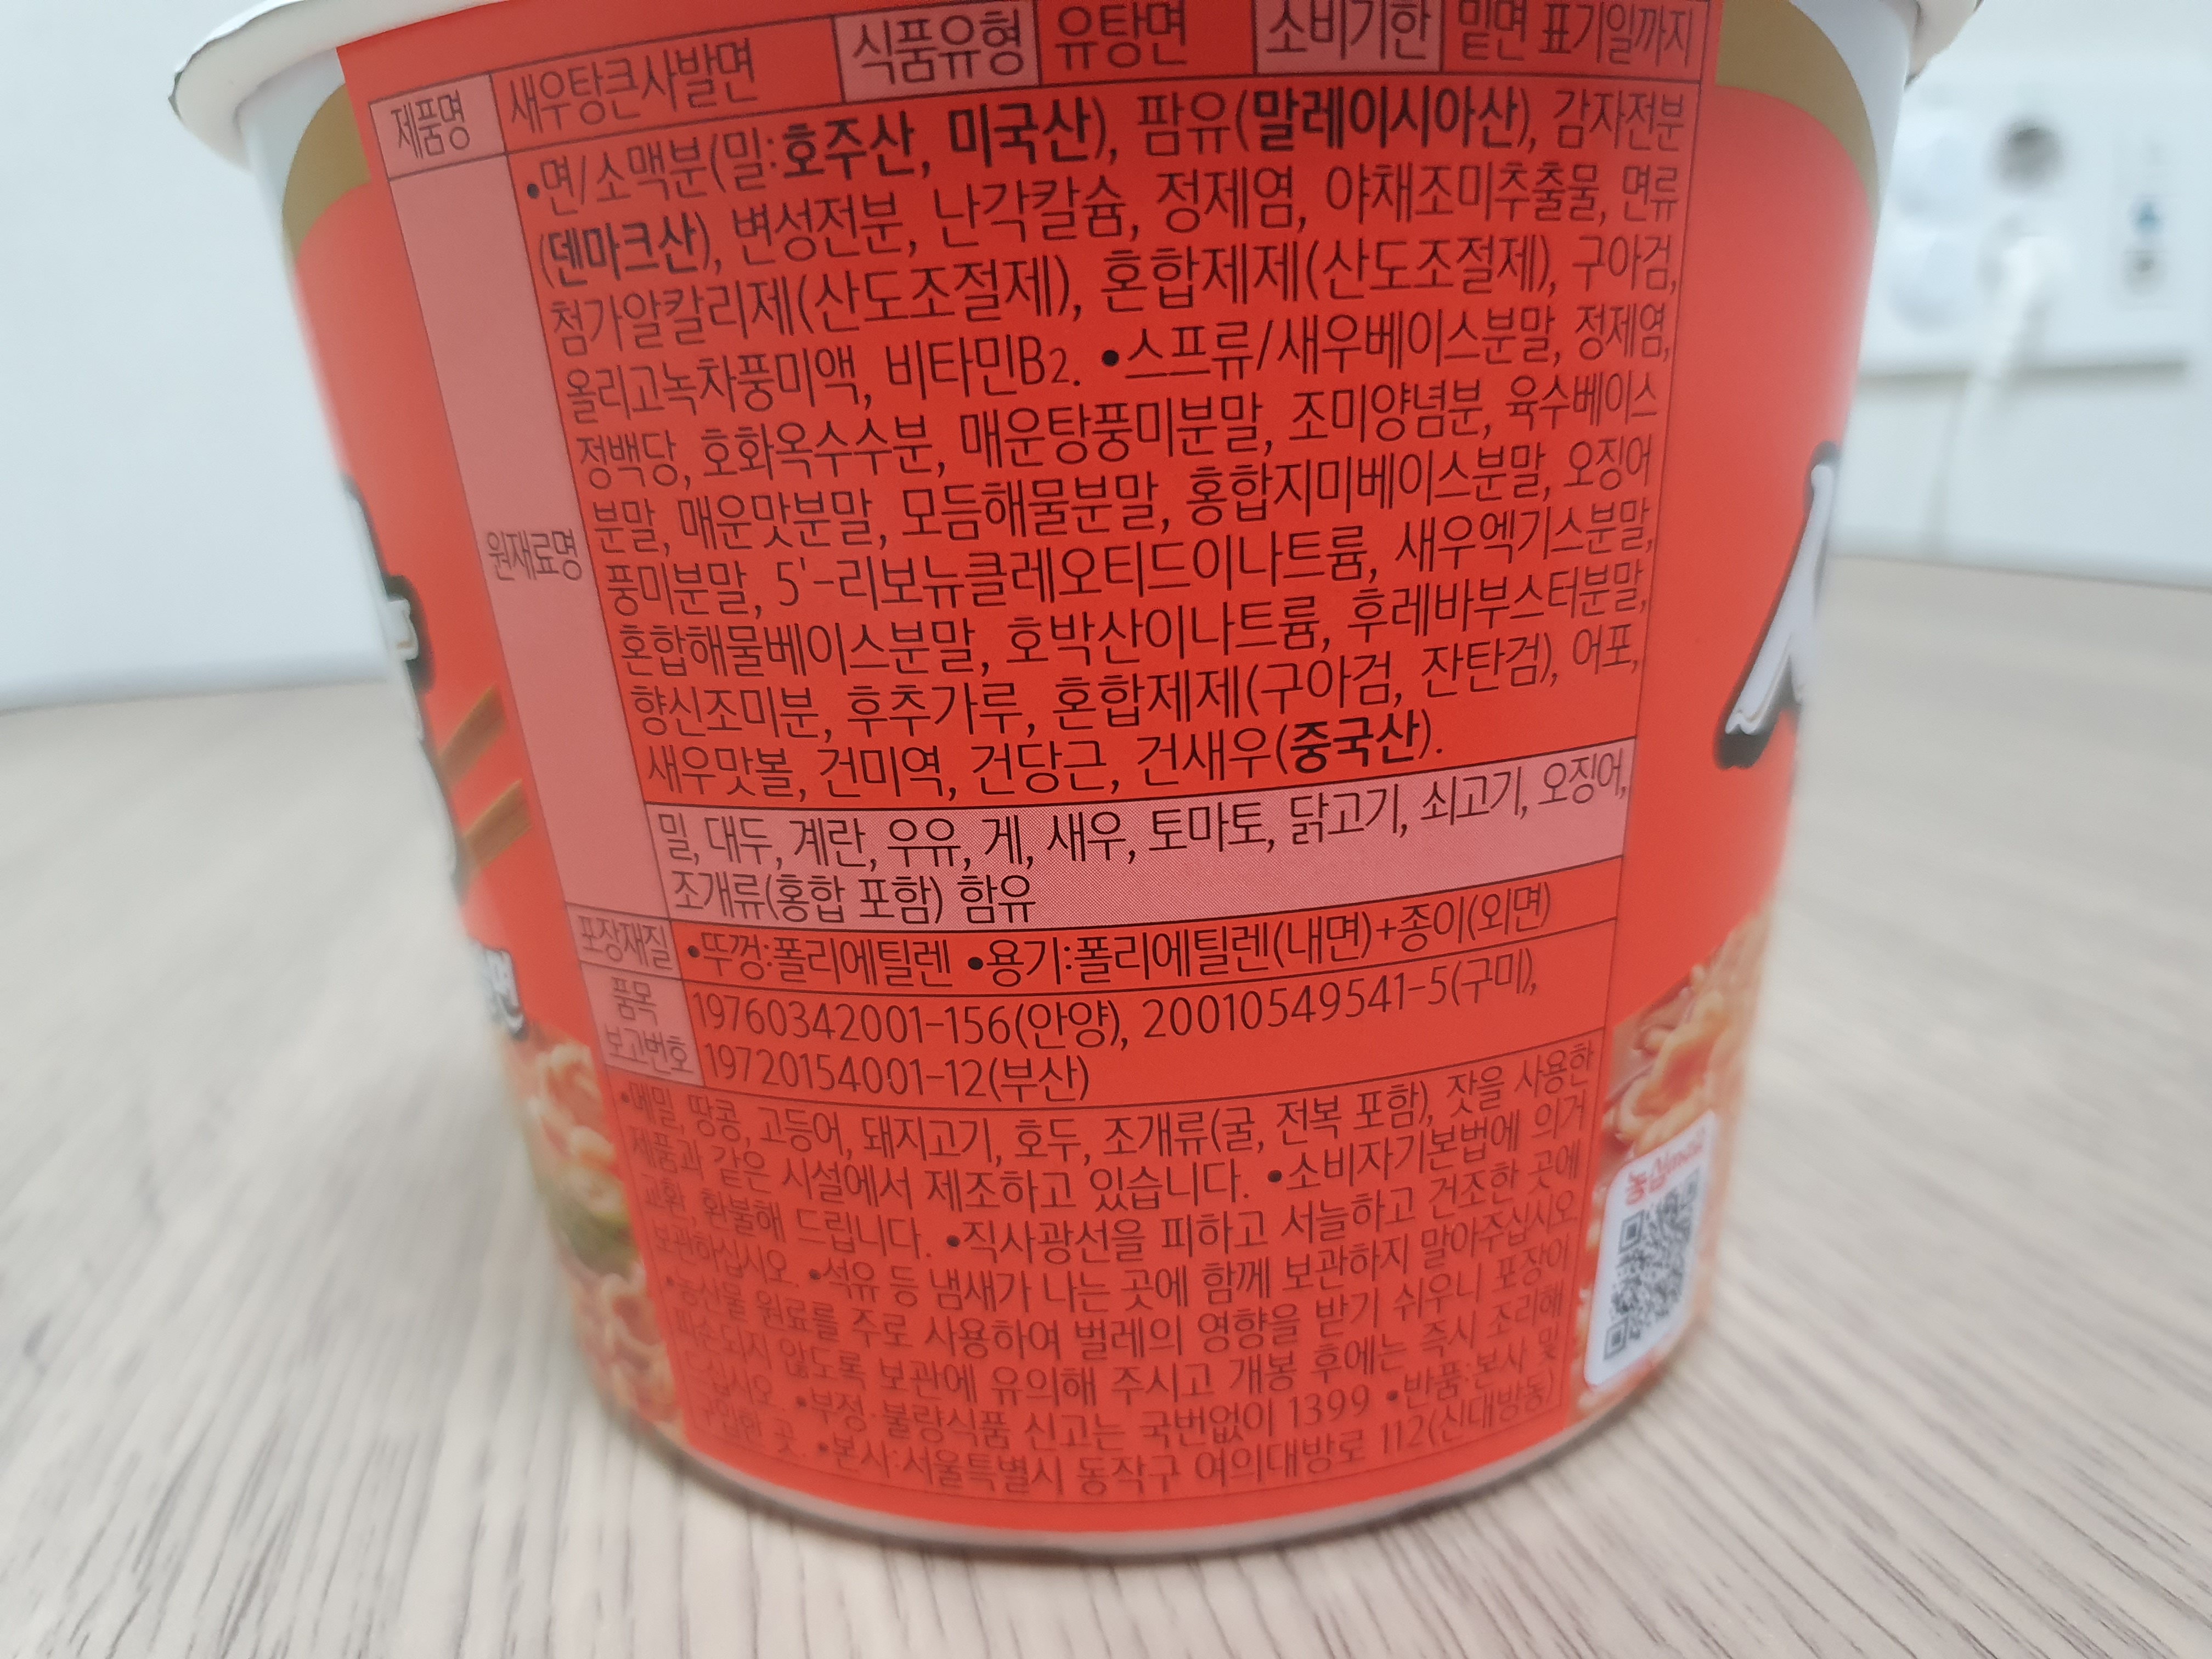 제품명 새우탕큰사발면 식품유형 유탕면 소비기한 밑면 표기일까지
원재료명
•면/소맥분(밀:호주산, 미국산), 팜유(말레이시아산), 감자전분
(덴마크산), 변성전분, 난각칼슘, 정제염, 야채조미추출물, 면류
첨가알칼리제(산도조절제), 혼합제제(산도조절제), 구아검,
올리고녹차풍미액, 비타민B2. •스프류/새우베이스분말, 정제염,
정백당, 호화옥수수분, 매운탕풍미분말, 조미양념분, 육수베이스
분말, 매운맛분말, 모듬해물분말, 홍합지미베이스분말, 오징어
풍미분말, 5'-리보뉴클레오티드이나트륨, 새우엑기스분말,
혼합해물베이스분말, 호박산이나트륨, 후레바부스터분말,
향신조미분, 후추가루, 혼합제제(구아검, 잔탄검), 어포,
새우맛볼, 건미역, 건당근, 건새우(중국산).
밀, 대두, 계란, 우유, 게, 새우, 토마토, 닭고기, 쇠고기, 오징어,
조개류(홍합 포함) 함유
포장재질 •뚜껑:폴리에틸렌 •용기:폴리에틸렌(내면)+종이(외면)
품목
보고번호
19760342001-156(안양), 20010549541-5(구미),
19720154001-12(부산)
•메밀, 땅콩, 고등어, 돼지고기, 호두, 조개류(굴, 전복 포함), 잣을 사용한
제품과 같은 시설에서 제조하고 있습니다. •소비자기본법에 의거
교환, 환불해 드립니다. •직사광선을 피하고 서늘하고 건조한 곳에
보관하십시오. •석유 등 냄새가 나는 곳에 함께 보관하지 말아주십시오.
•농산물 원료를 주로 사용하여 벌레의 영향을 받기 쉬우니 포장이
파손되지 않도록 보관에 유의해 주시고 개봉 후에는 즉시 조리해
드십시오. •부정·불량식품 신고는 국번없이 1399 •반품:본사 및
구입한 곳. •본사:서울특별시 동작구 여의대방로 112(신대방동)
면